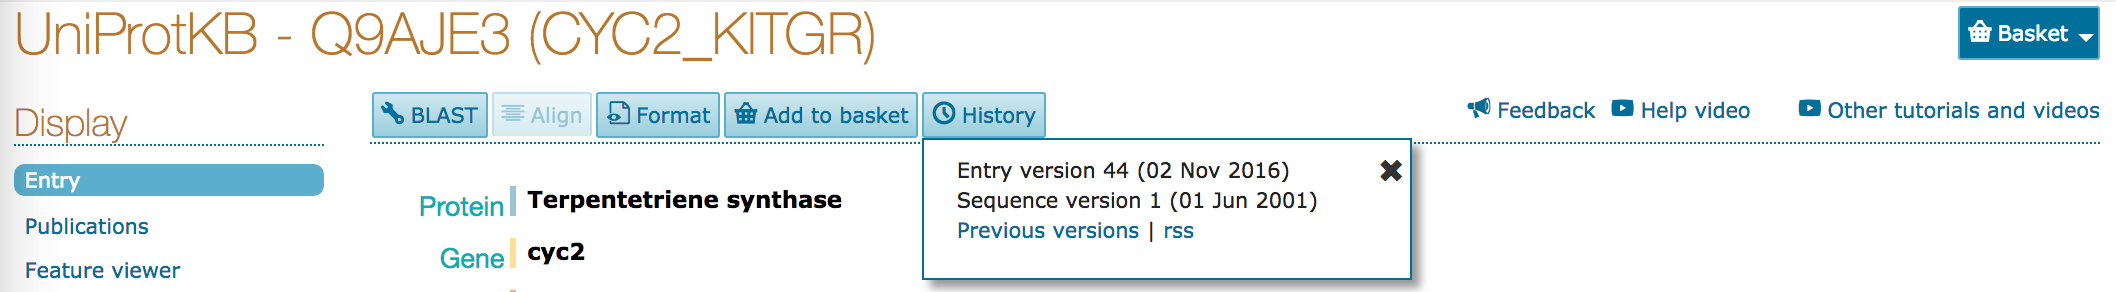 UniProtKB - Q9AJE3 (CYC2_KITGR)
Basket
Display
BLAST Align Format Add to basket History
Feedback Help video Other tutorials and videos
Entry
Publications
Feature viewer
Protein Terpentetriene synthase
Gene cyc2
Entry version 44 (02 Nov 2016)
Sequence version 1 (01 Jun 2001)
Previous versions | rss